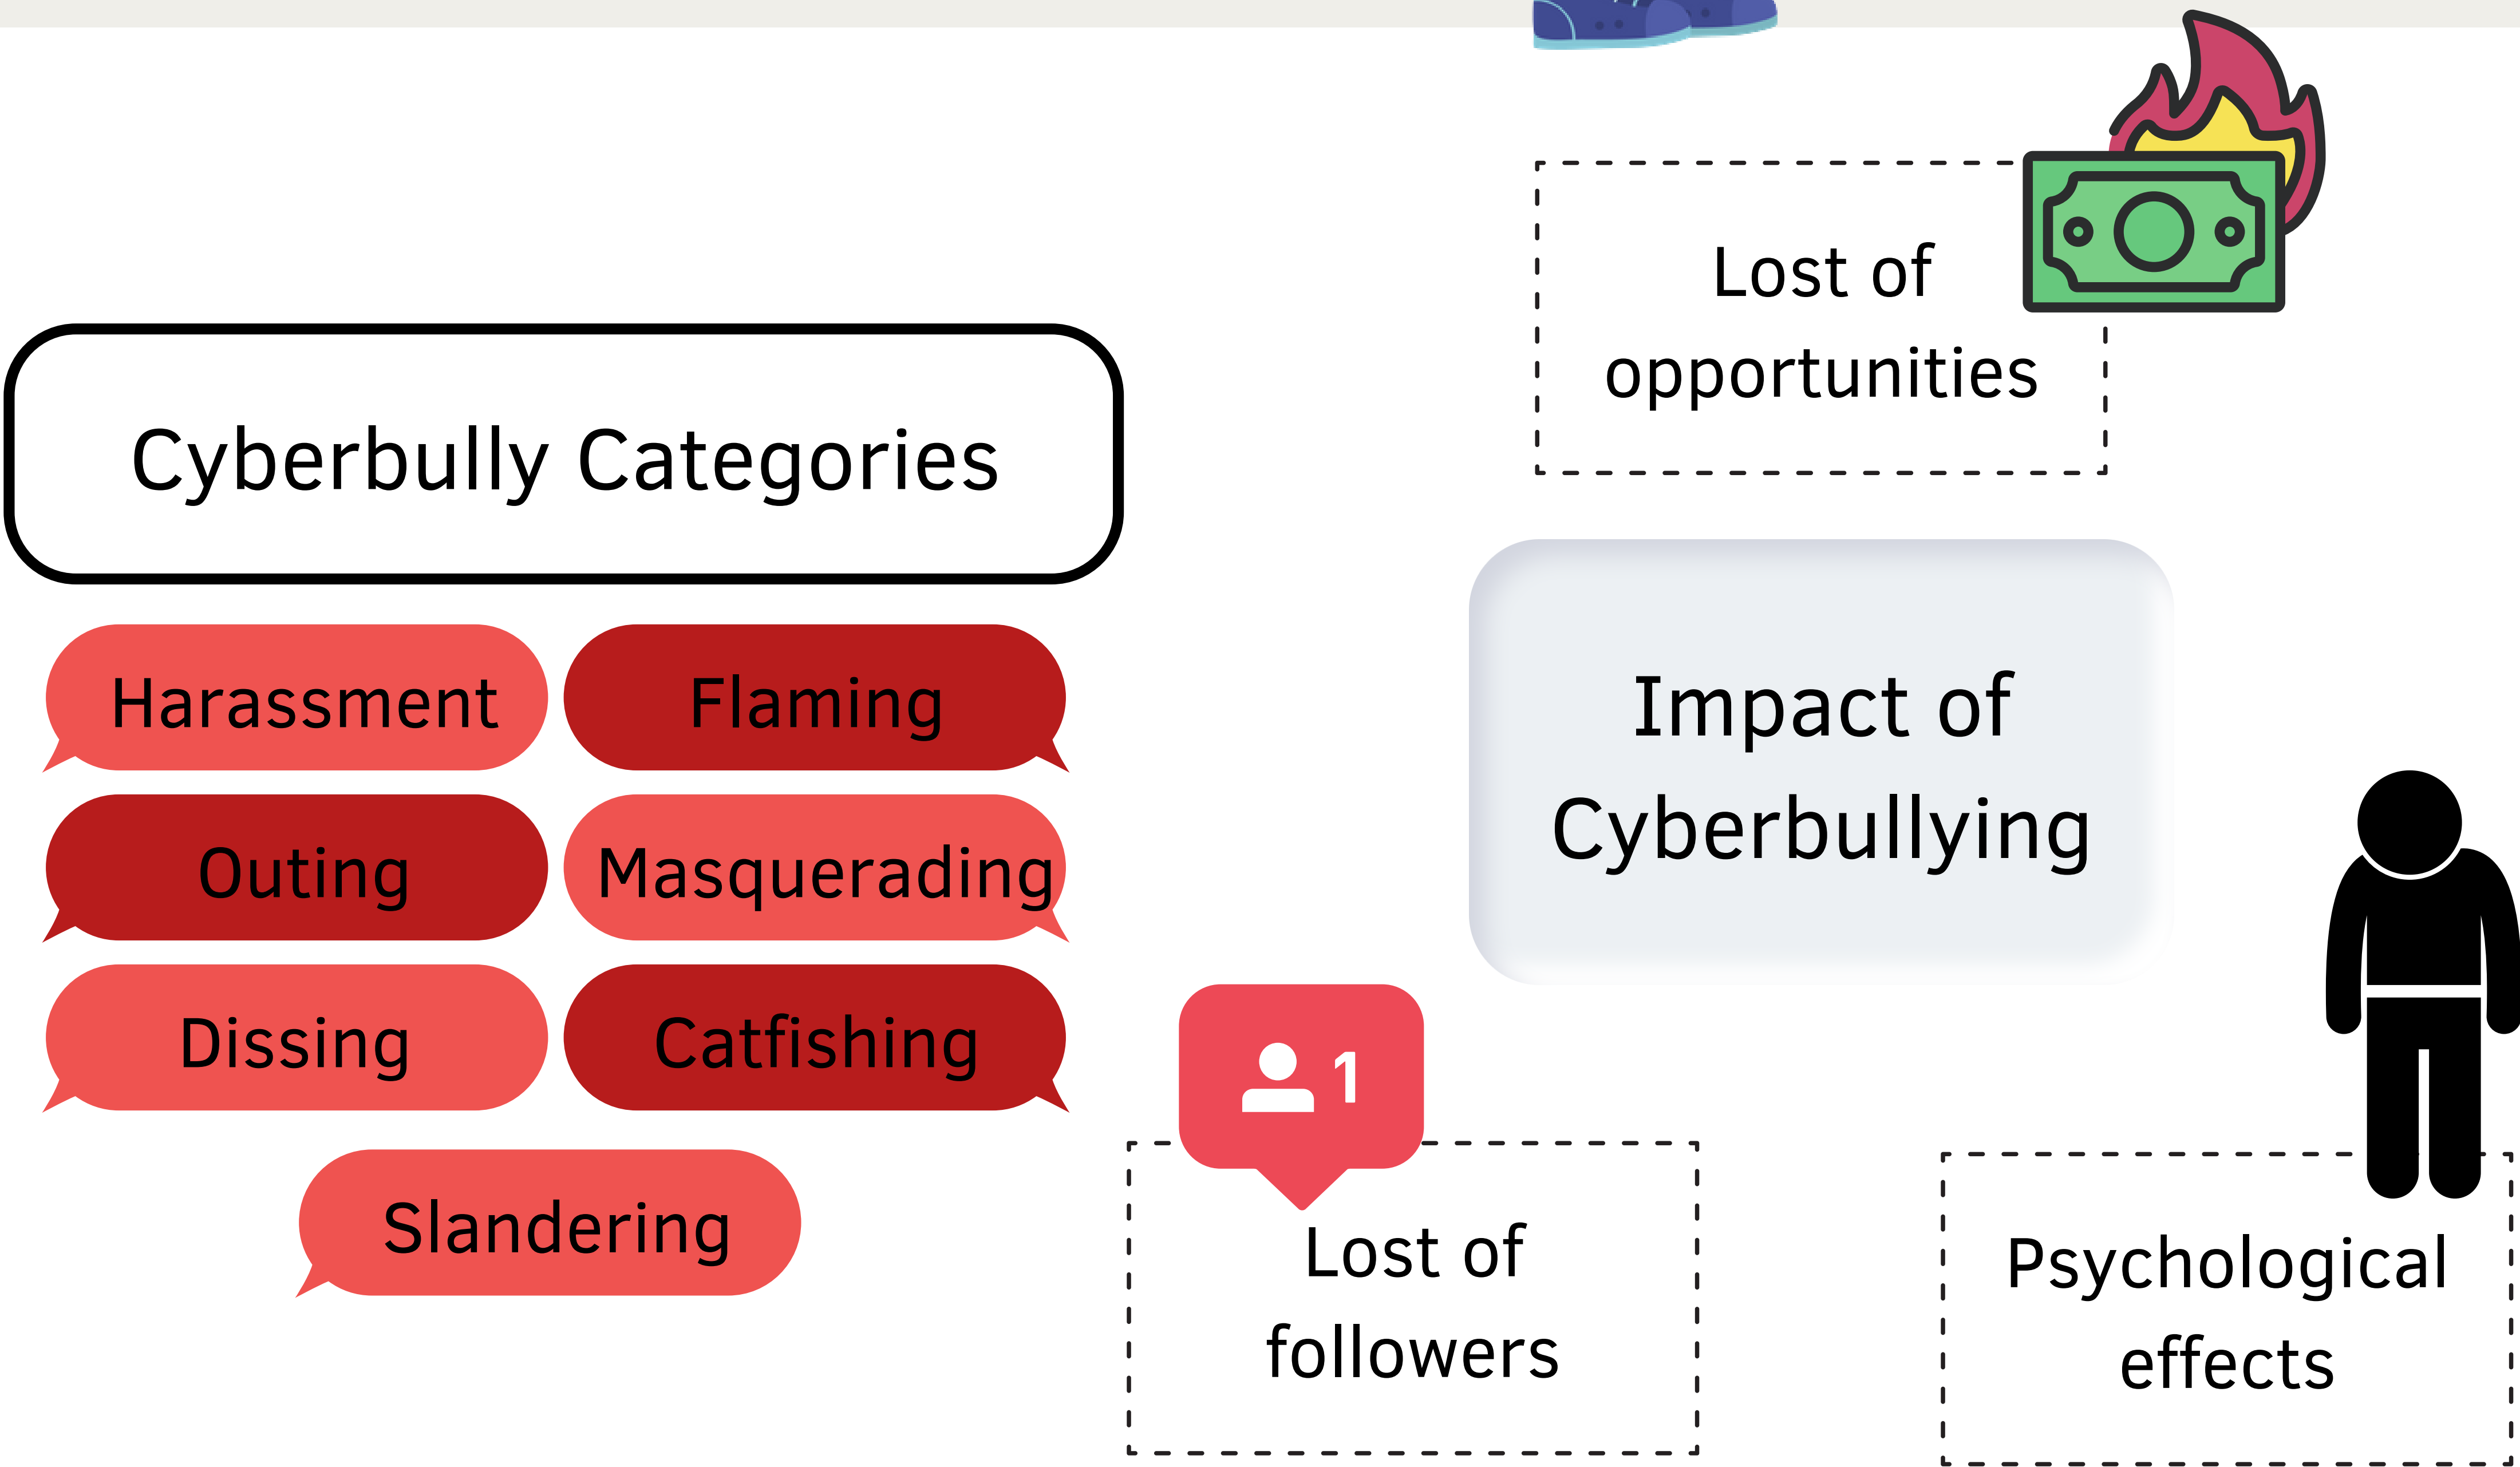 Cyberbully Categories
Harassment
Flaming
Outing
Masquerading
Dissing
Catfishing
Slandering
Lost of
opportunities
Impact of
Cyberbullying
1
Lost of
followers
Psychological
effects